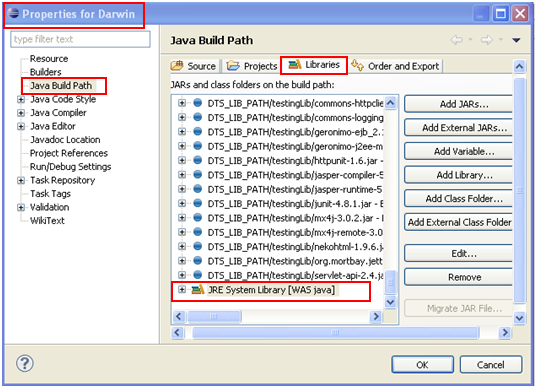 Properties for Darwin
type filter text
Resource
Builders
Java Build Path
Java Code Style
Java Compiler
Java Editor
Javadoc Location
Project References
Run/Debug Settings
Task Repository
Task Tags
Validation
WikiText
Java Build Path
Source
Projects
Libraries
Order and Export
JARs and class folders on the build path:
DTS_LIB_PATH/testingLib/commons-httpclie
DTS_LIB_PATH/testingLib/commons-logging
DTS_LIB_PATH/testingLib/geronimo-ejb_2.1
DTS_LIB_PATH/testingLib/geronimo-j2ee-m
DTS_LIB_PATH/testingLib/httpunit-1.6.jar -
DTS_LIB_PATH/testingLib/jasper-compiler-5
DTS_LIB_PATH/testingLib/jasper-runtime-5
DTS_LIB_PATH/testingLib/junit-4.8.1.jar - E
DTS_LIB_PATH/testingLib/mx4j-3.0.2.jar - E
DTS_LIB_PATH/testingLib/mx4j-remote-3.0
DTS_LIB_PATH/testingLib/nekohtml-1.9.6.j
DTS_LIB_PATH/testingLib/org.mortbay.jett
DTS_LIB_PATH/testingLib/servlet-api-2.4.ja
JRE System Library [WAS java]
Add JARs...
Add External JARs...
Add Variable...
Add Library...
Add Class Folder...
Add External Class Folder
Edit...
Remove
Migrate JAR File...
OK
Cancel